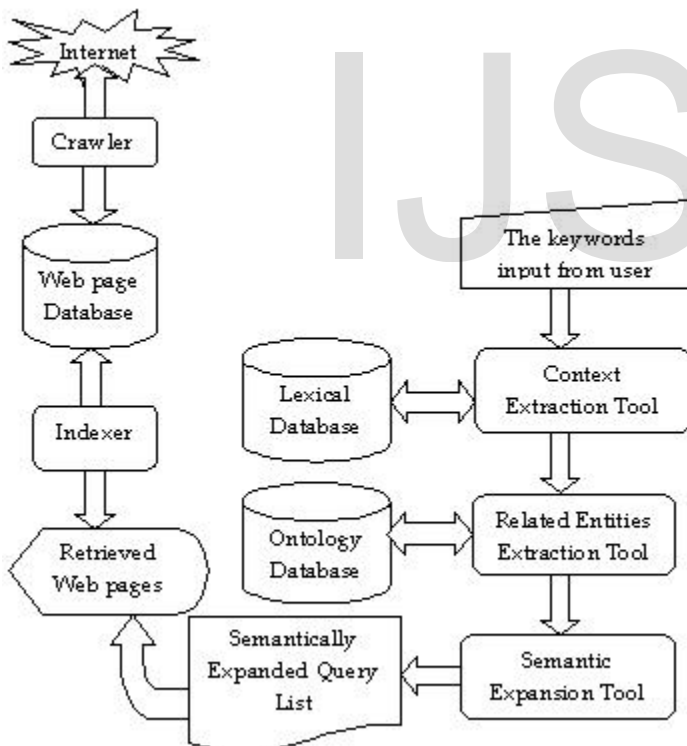 Internet
IJS
Crawler
The keywords
input from user
Web page
Database
Context
Extraction Tool
Lexical
Database
Indexer
Related Entities
Extraction Tool
Ontology
Database
Retrieved
Web pages
Semantically
Expanded Query
List
Semantic
Expansion Tool